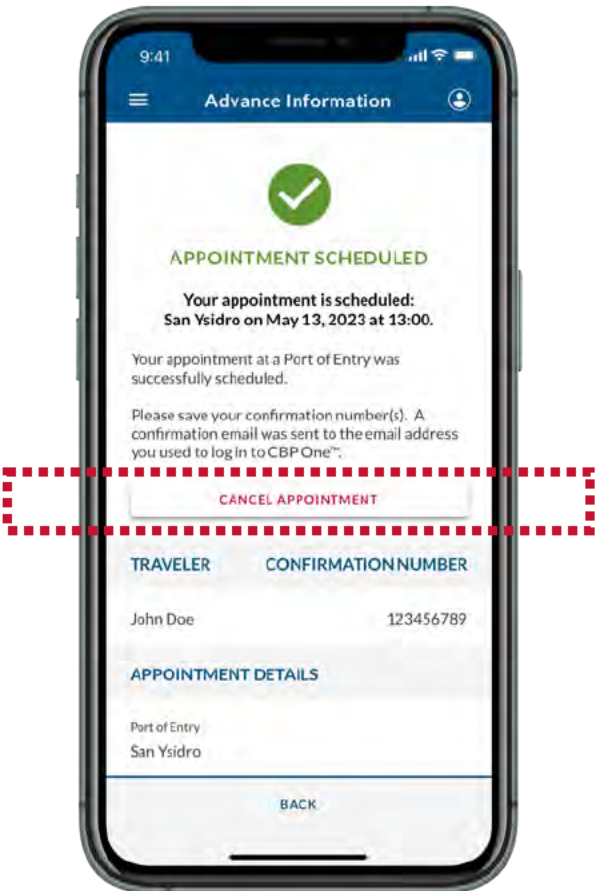 9:41
Advance Information
APPOINTMENT SCHEDULED
Your appointment is scheduled:
San Ysidro on May 13, 2023 at 13:00.
Your appointment at a Port of Entry was
successfully scheduled.
Please save your confirmation number(s). A
confirmation email was sent to the email address
you used to log in to CBP One™.
CANCEL APPOINTMENT
TRAVELER CONFIRMATION NUMBER
John Doe 123456789
APPOINTMENT DETAILS
Port of Entry
San Ysidro
BACK